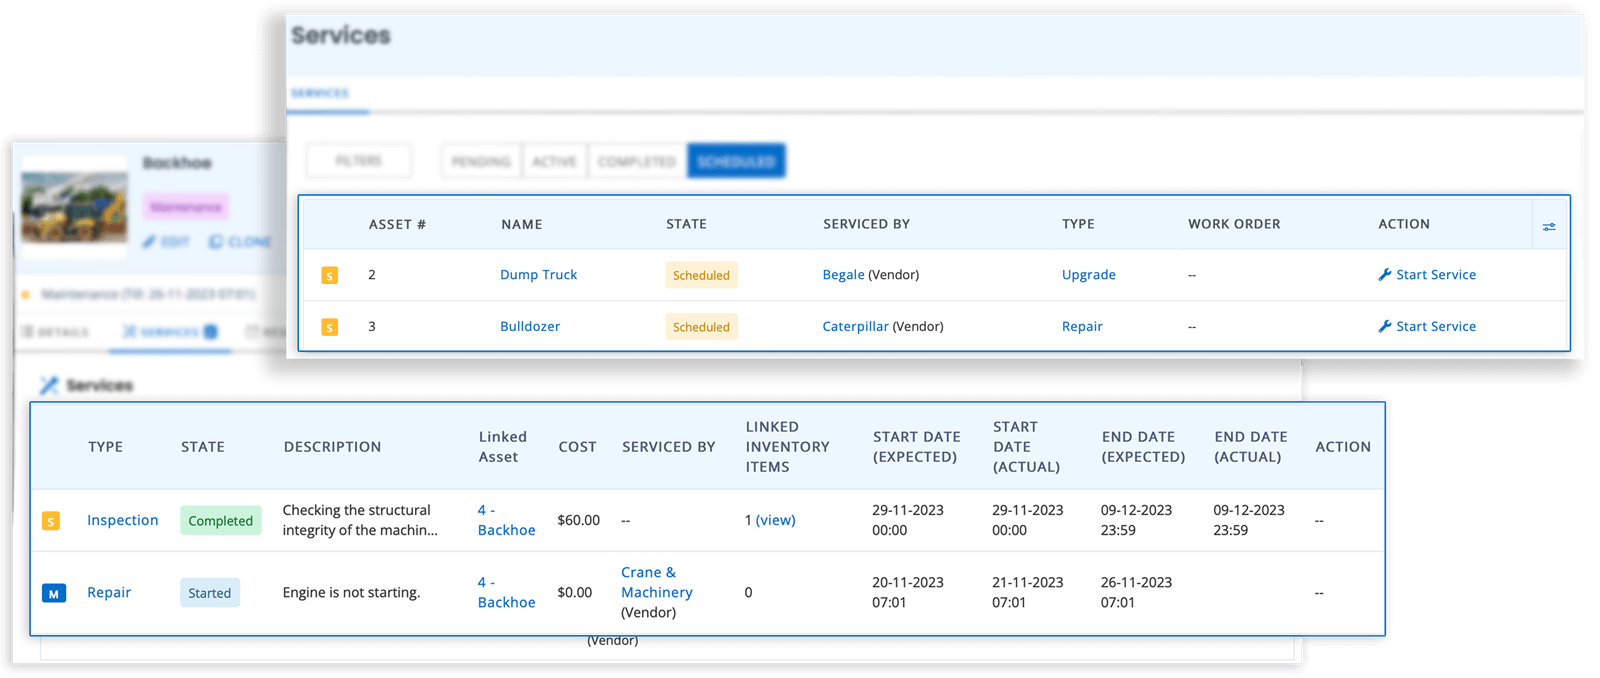 Services
SERVICES
FILTERS
PENDING ACTIVE COMPLETED SCHEDULED
ASSET # NAME STATE SERVICED BY TYPE WORK ORDER ACTION
S 2 Dump Truck Scheduled Begale (Vendor) Upgrade -- Start Service
S 3 Bulldozer Scheduled Caterpillar (Vendor) Repair -- Start Service
Backhoe
Maintenance
EDIT CLONE
Maintenance (Till: 26-11-2023 07:01)
DETAILS SERVICES
Services
TYPE STATE DESCRIPTION Linked Asset COST SERVICED BY LINKED INVENTORY ITEMS START DATE (EXPECTED) START DATE (ACTUAL) END DATE (EXPECTED) END DATE (ACTUAL) ACTION
S Inspection Completed Checking the structural integrity of the machin... 4 - Backhoe $60.00 -- 1 (view) 29-11-2023 00:00 29-11-2023 00:00 09-12-2023 23:59 09-12-2023 23:59 --
M Repair Started Engine is not starting. 4 - Backhoe $0.00 Crane & Machinery (Vendor) 0 20-11-2023 07:01 21-11-2023 07:01 26-11-2023 07:01 --
(Vendor)